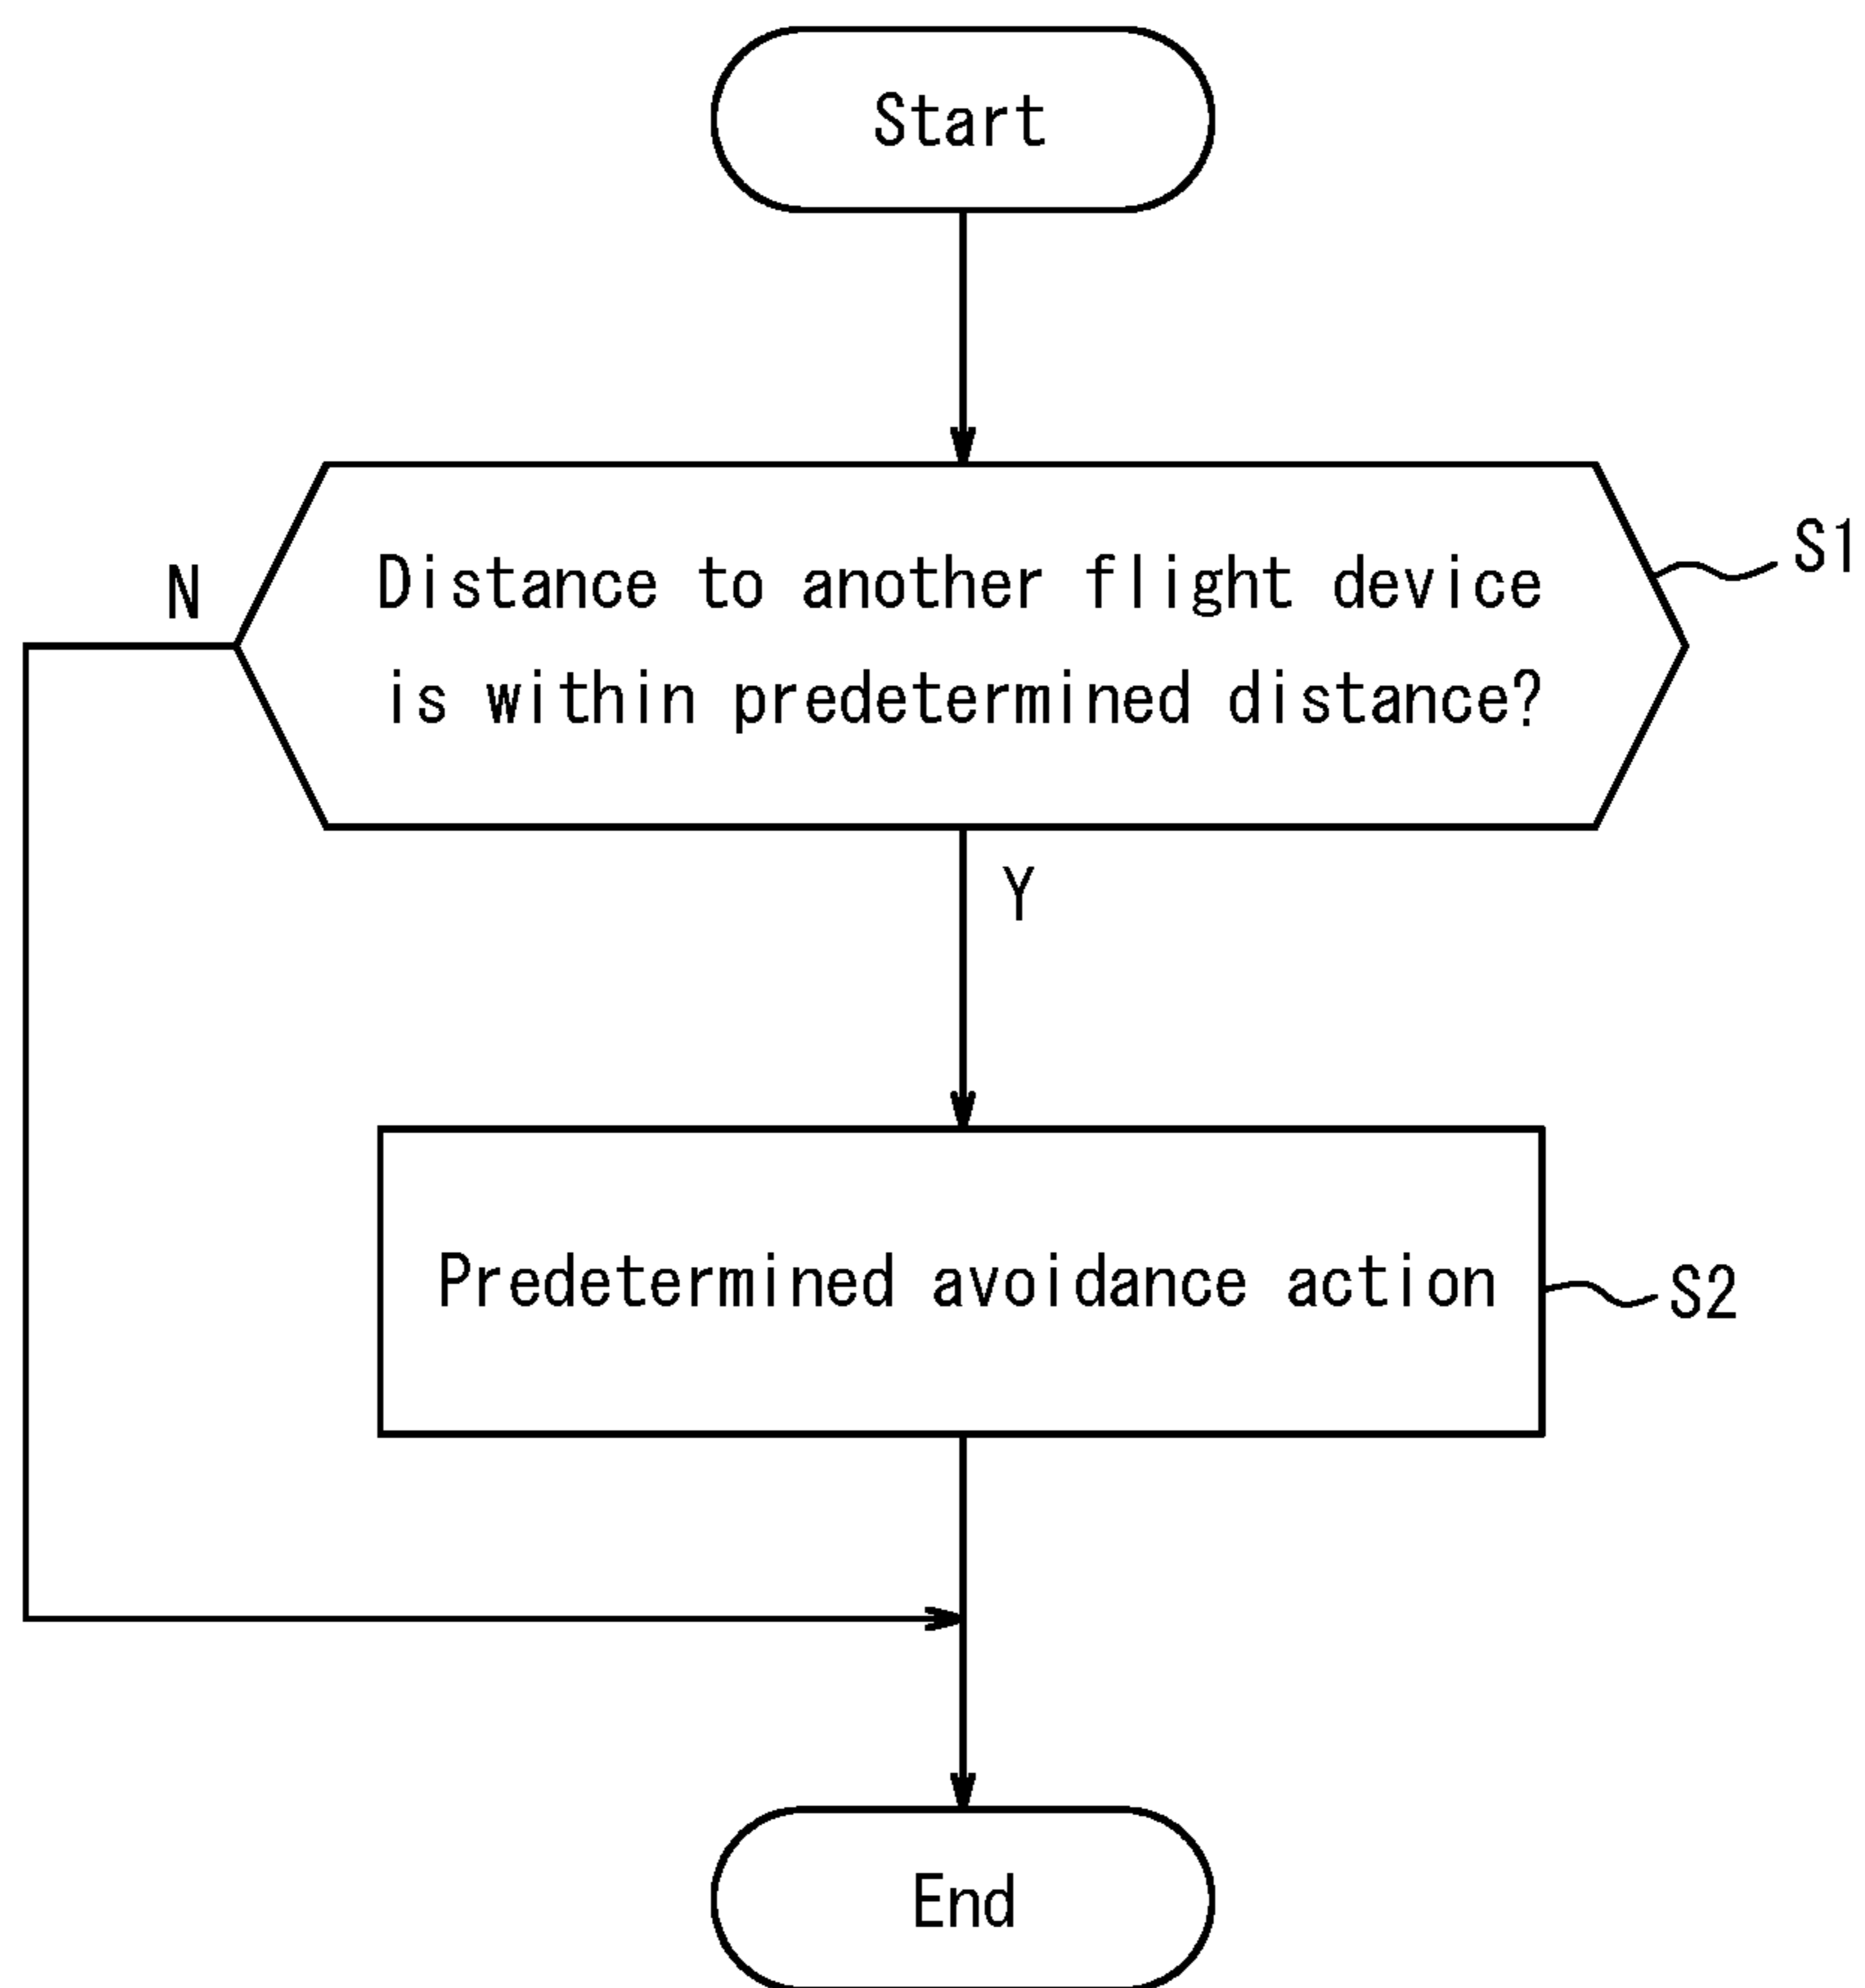 Start
Distance to another flight device
is within predetermined distance?
S1
N
Y
Predetermined avoidance action
S2
End